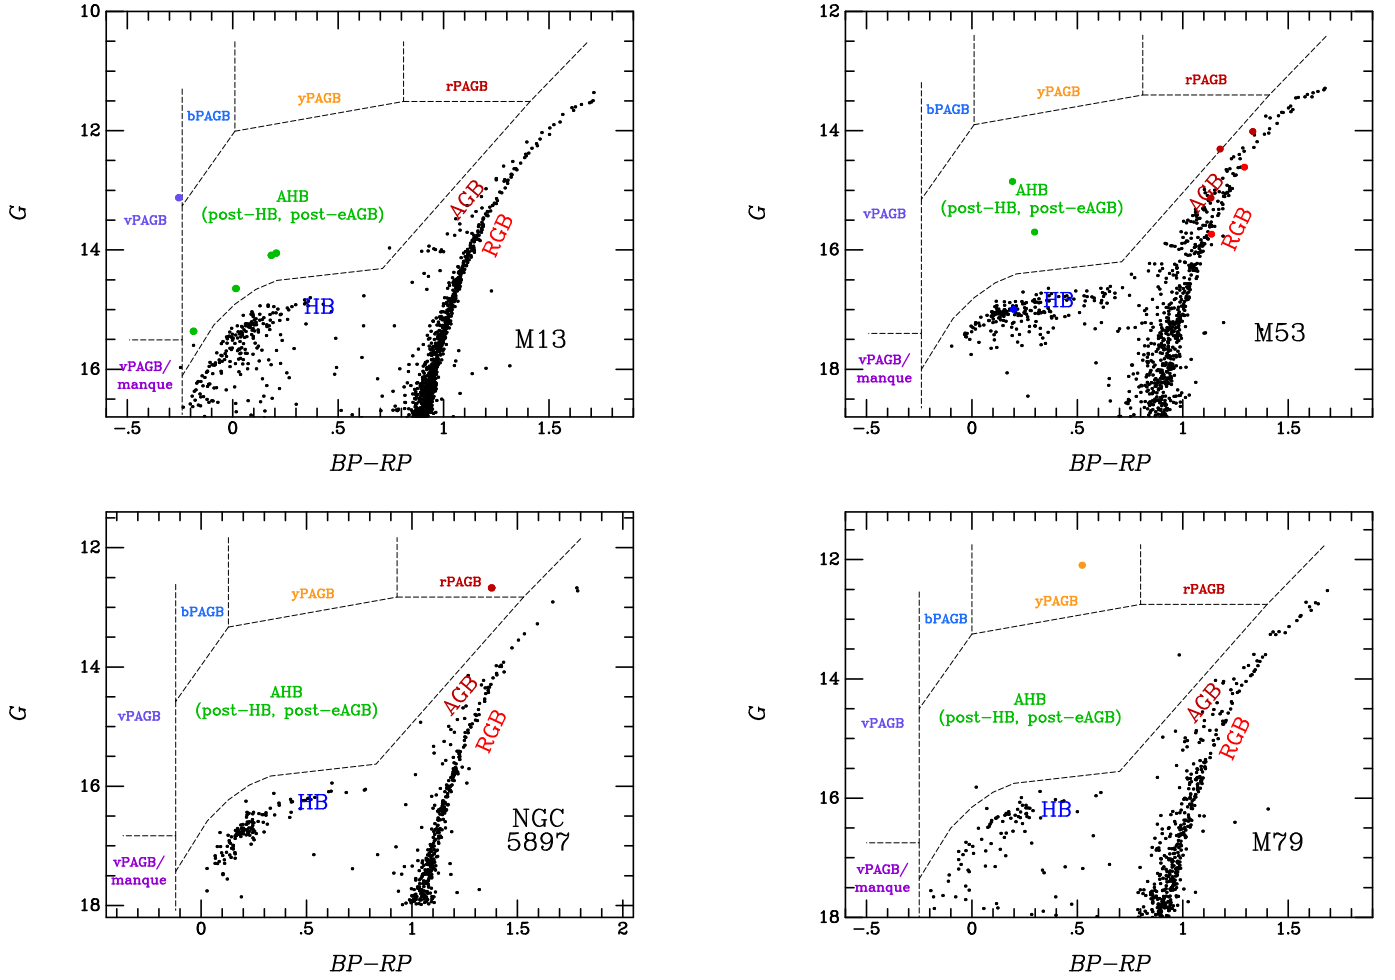 10
12
14
16
G
-.5
0
.5
1
1.5
BP-RP
bPAGB
yPAGB
rPAGB
vPAGB
AHB
(post-HB, post-eAGB)
AGB
RGB
HB
M13
vPAGB/
manque
12
14
16
18
G
-.5
0
.5
1
1.5
BP-RP
bPAGB
yPAGB
rPAGB
vPAGB
AHB
(post-HB, post-eAGB)
AGB
RGB
HB
M53
vPAGB/
manque
12
14
16
18
G
0
.5
1
1.5
2
BP-RP
bPAGB
yPAGB
rPAGB
vPAGB
AHB
(post-HB, post-eAGB)
AGB
RGB
HB
NGC
5897
vPAGB/
manque
12
14
16
18
G
-.5
0
.5
1
1.5
BP-RP
bPAGB
yPAGB
rPAGB
vPAGB
AHB
(post-HB, post-eAGB)
AGB
RGB
HB
M79
vPAGB/
manque